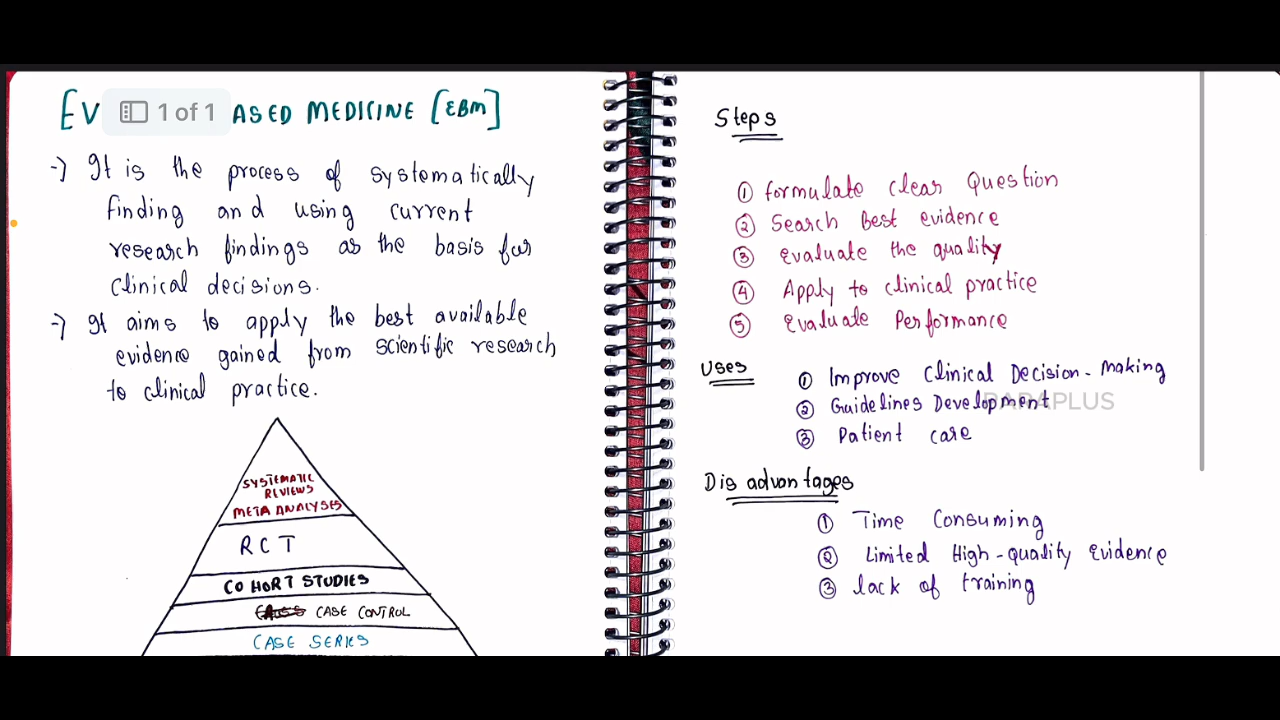 [EV
1 of 1
ASED MEDICINE [EBM]
-) It is the process of systematically
finding and using current
research findings as the basis for
clinical decisions.
-) It aims to apply the best available
evidence gained from scientific research
to clinical practice.
SYSTEMATIC
REVIEWS
META ANALYSES
RCT
COHORT STUDIES
CASE CONTROL
CASE SERIES
Steps
① Formulate clear Question
② Search Best evidence
③ Evaluate the quality
④ Apply to clinical practice
⑤ Evaluate Performance
Uses
① Improve Clinical Decision-Making
② Guidelines Development
PARAPLUS
③ Patient care
Disadvantages
① Time Consuming
② Limited High-quality Evidence
③ lack of training